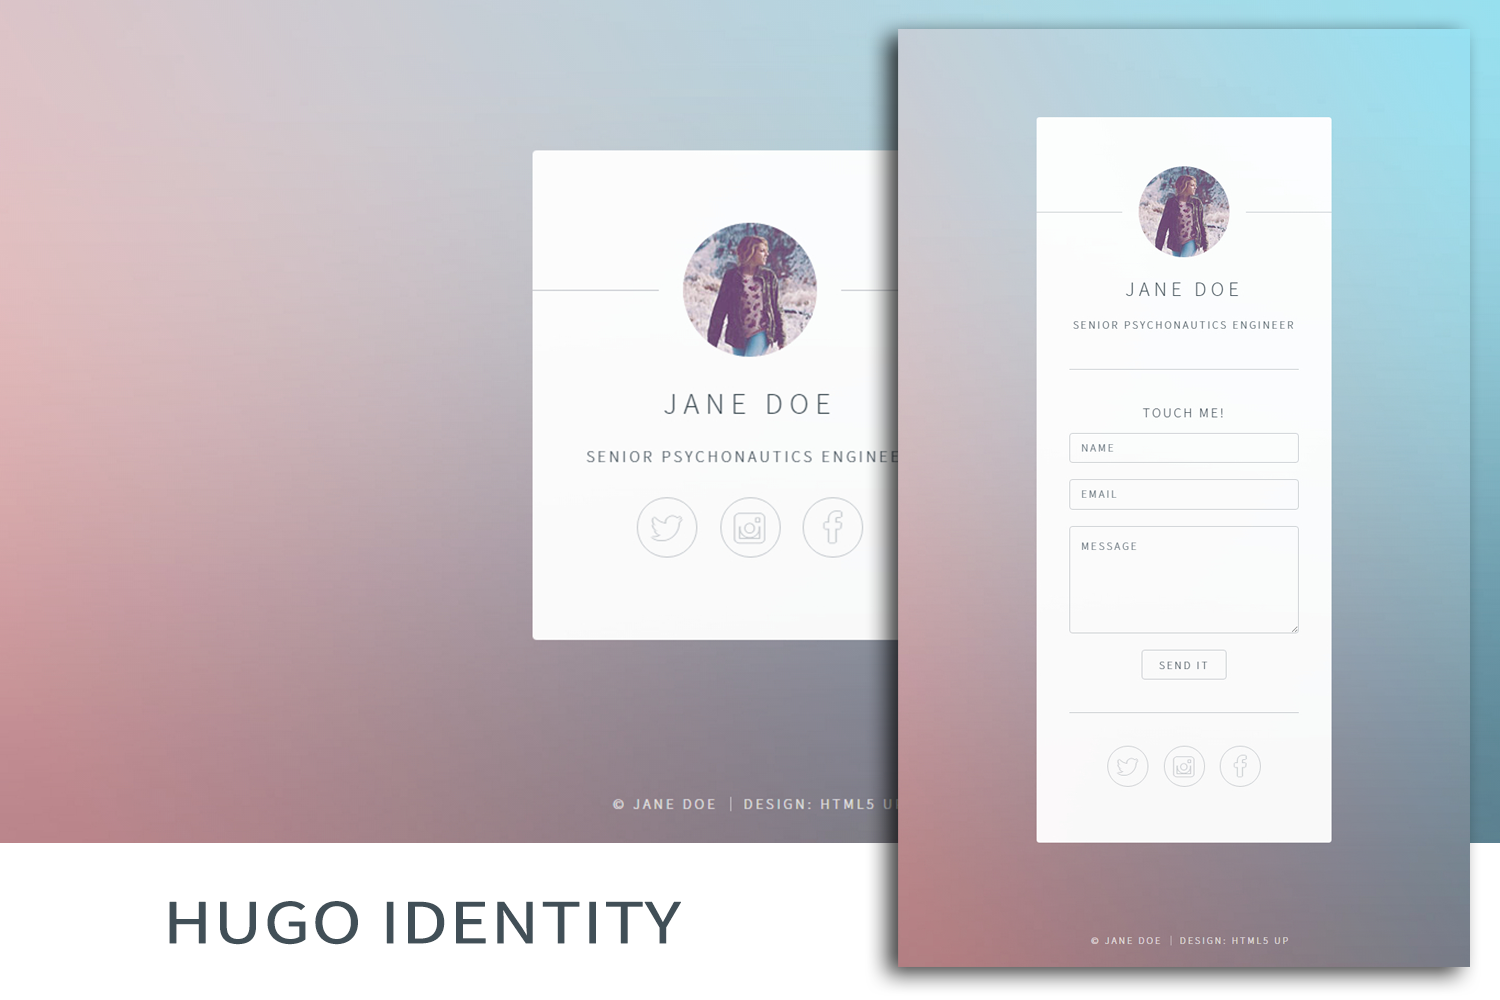 JANE DOE
SENIOR PSYCHONAUTICS ENGINEE
© JANE DOE | DESIGN: HTML5 U
HUGO IDENTITY
JANE DOE
SENIOR PSYCHONAUTICS ENGINEER
TOUCH ME!
NAME
EMAIL
MESSAGE
SEND IT
© JANE DOE | DESIGN: HTML5 UP